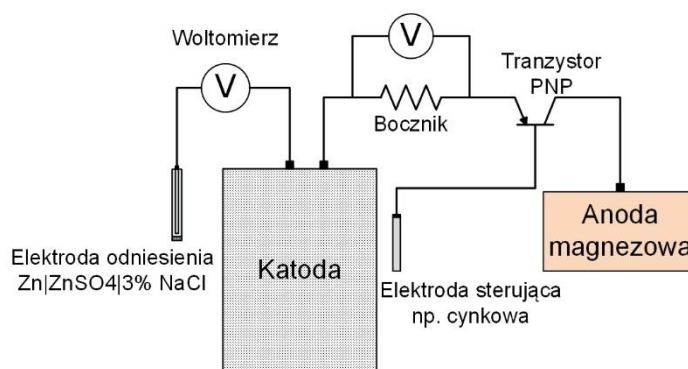 Woltomierz
V
V
Tranzystor
PNP
Bocznik
Elektroda odniesienia
Zn|ZnSO4|3% NaCl
Katoda
Elektroda sterująca
np. cynkowa
Anoda
magnezowa